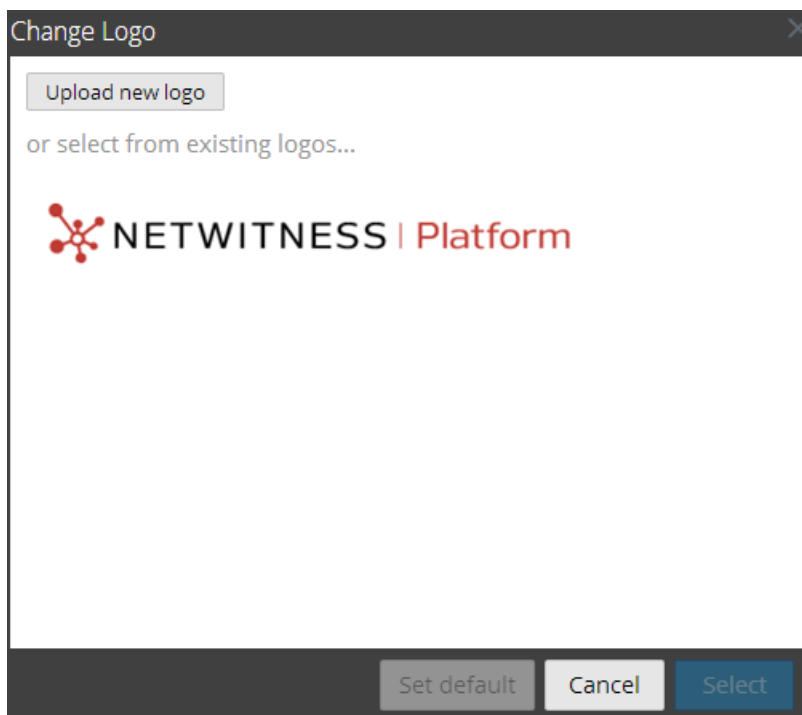 Change Logo
Upload new logo
or select from existing logos...
NETWITNESS | Platform
Set default Cancel Select